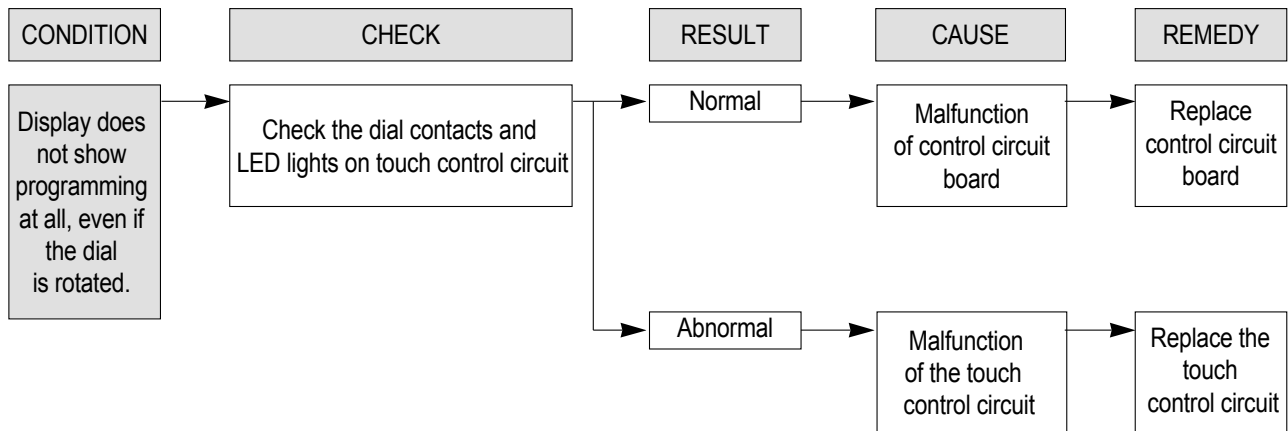 CONDITION
CHECK
RESULT
CAUSE
REMEDY
Display does
not show
programming
at all, even if
the dial
is rotated.
Check the dial contacts and
LED lights on touch control circuit
Normal
Malfunction
of control circuit
board
Replace
control circuit
board
Abnormal
Malfunction
of the touch
control circuit
Replace the
touch
control circuit